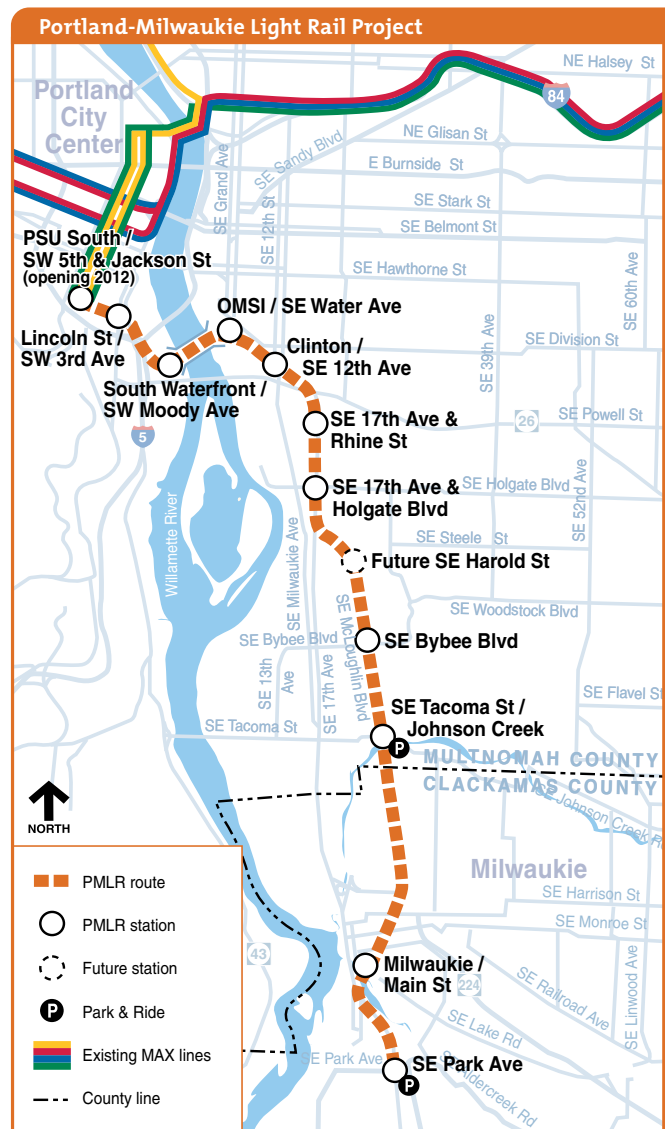 Portland-Milwaukie Light Rail Project
NE Halsey St
Portland
City
Center
84
NE Glisan St
SE Sandy Blvd
E Burnside St
SE Grand Ave
SE 12th St
SE Stark St
SE Belmont St
PSU South /
SW 5th & Jackson St
(opening 2012)
SE Hawthorne St
SE 60th Ave
OMSI / SE Water Ave
Lincoln St /
SW 3rd Ave
SE Division St
Clinton /
SE 12th Ave
SE 39th Ave
South Waterfront /
SW Moody Ave
SE 17th Ave &
Rhine St
26
SE Powell St
5
SE 17th Ave &
Holgate Blvd
SE Holgate Blvd
SE 52nd Ave
SE Steele St
Willamette River
SE Milwaukie Ave
Future SE Harold St
SE Woodstock Blvd
SE McLoughlin Blvd
SE Bybee Blvd
SE Bybee Blvd
SE 13th
Ave
SE 17th Ave
SE Flavel St
SE Tacoma St /
Johnson Creek
SE Tacoma St
P
MULTNOMAH COUNTY
CLACKAMAS COUNTY
SE Johnson Creek R
NORTH
Milwaukie
PMLR route
SE Harrison St
PMLR station
SE Monroe St
43
Future station
Milwaukie /
Main St
224
SE Railroad Ave
SE Linwood Ave
P
Park & Ride
SE Lake Rd
Existing MAX lines
SE Park Ave
SE Park Ave
P
SE Aldercreek Rd
County line